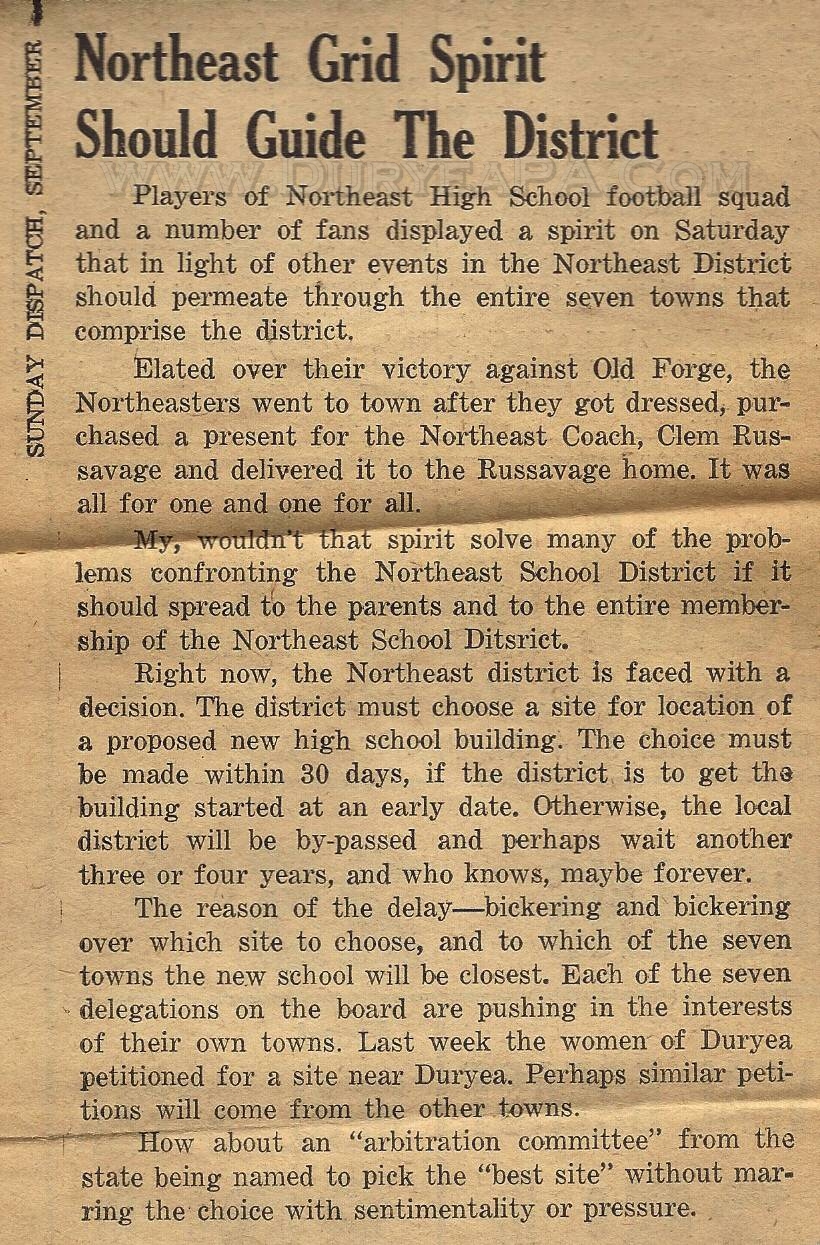 SUNDAY DISPATCH, SEPTEMBER
Northeast Grid Spirit
Should Guide The District
WWW.DURYEAPA.COM
Players of Northeast High School football squad
and a number of fans displayed a spirit on Saturday
that in light of other events in the Northeast District
should permeate through the entire seven towns that
comprise the district.
Elated over their victory against Old Forge, the
Northeasters went to town after they got dressed, pur-
chased a present for the Northeast Coach, Clem Rus-
savage and delivered it to the Russavage home. It was
all for one and one for all.
My, wouldn't that spirit solve many of the prob-
lems confronting the Northeast School District if it
should spread to the parents and to the entire member-
ship of the Northeast School Ditsrict.
Right now, the Northeast district is faced with a
decision. The district must choose a site for location of
a proposed new high school building. The choice must
be made within 30 days, if the district is to get the
building started at an early date. Otherwise, the local
district will be by-passed and perhaps wait another
three or four years, and who knows, maybe forever.
The reason of the delay—bickering and bickering
over which site to choose, and to which of the seven
towns the new school will be closest. Each of the seven
delegations on the board are pushing in the interests
of their own towns. Last week the women of Duryea
petitioned for a site near Duryea. Perhaps similar peti-
tions will come from the other towns.
How about an “arbitration committee” from the
state being named to pick the “best site” without mar-
ring the choice with sentimentality or pressure.